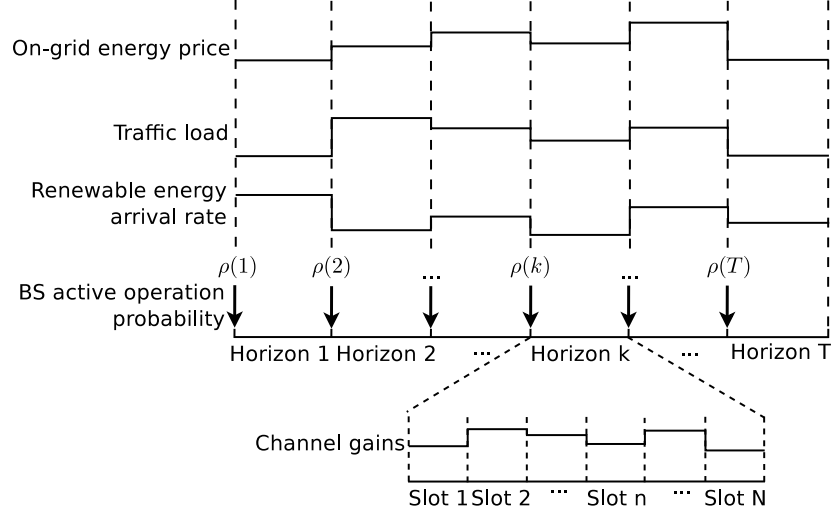 On-grid energy price
Traffic load
Renewable energy
arrival rate
ρ(1) ρ(2) ... ρ(k) ... ρ(T)
BS active operation
probability
Horizon 1 Horizon 2 ... Horizon k ... Horizon T
Channel gains
Slot 1 Slot 2 ... Slot n ... Slot N